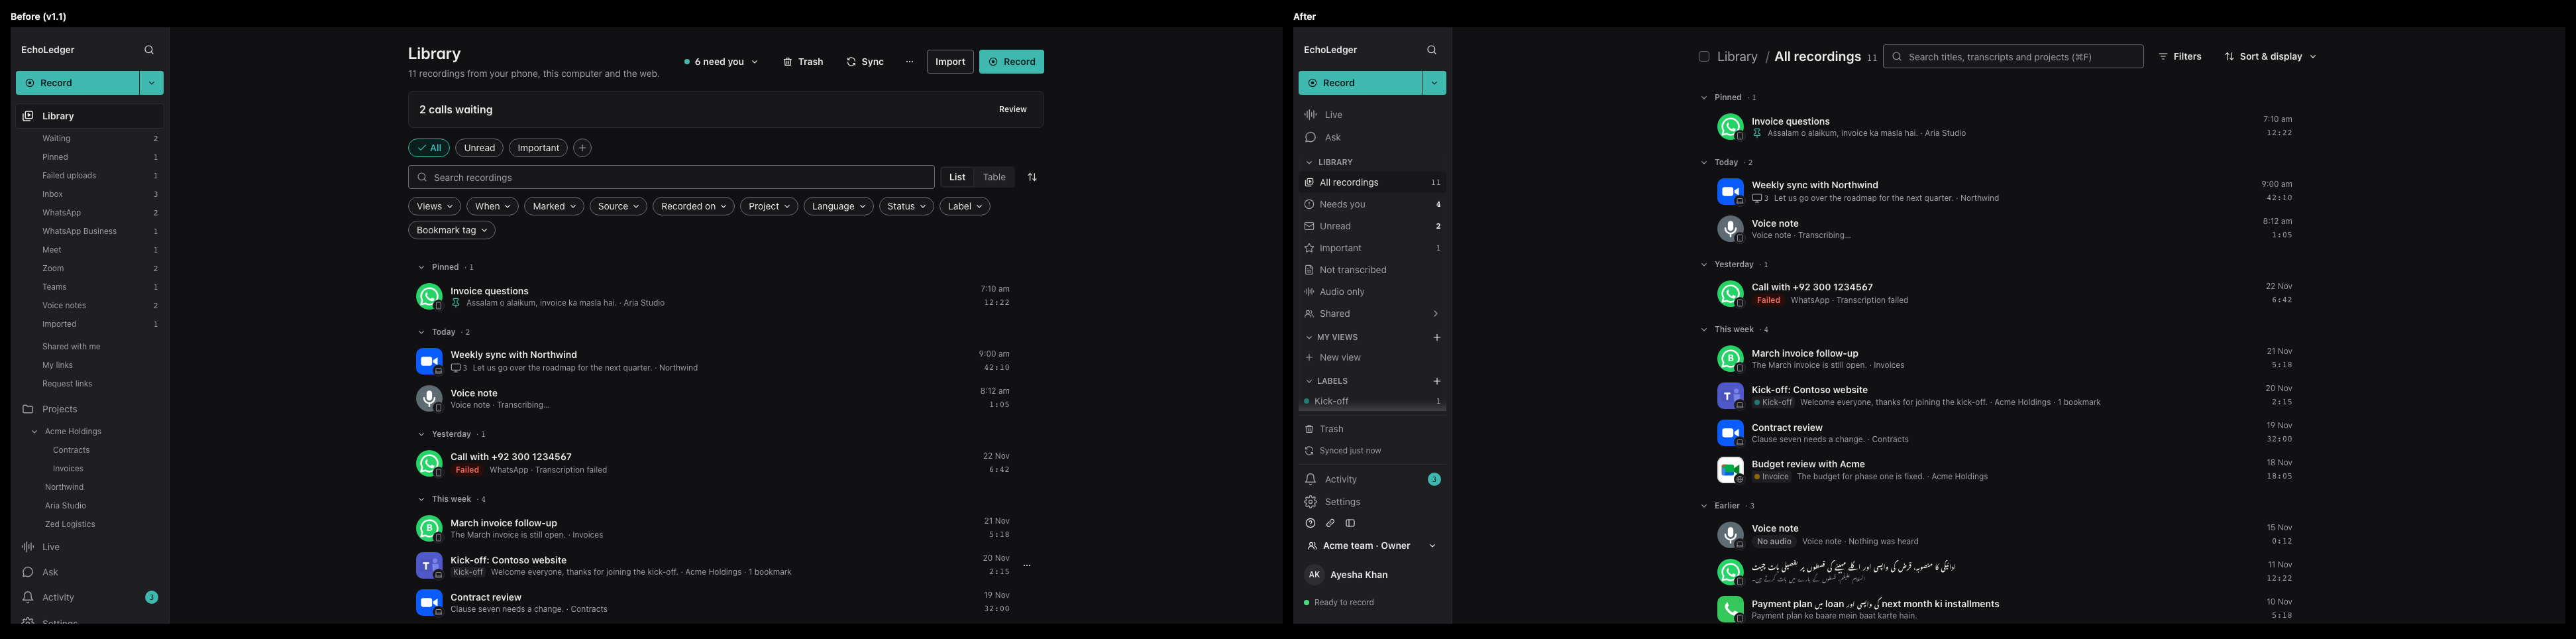 Before (v1.1)
EchoLedger
Record
Library
Waiting 2
Pinned 1
Failed uploads 1
Inbox 3
WhatsApp 2
WhatsApp Business 1
Meet 1
Zoom 2
Teams 1
Voice notes 2
Imported 1
Shared with me
My links
Request links
Projects
Acme Holdings
Contracts
Invoices
Northwind
Aria Studio
Zed Logistics
Live
Ask
Activity 3
Settings
Library
11 recordings from your phone, this computer and the web.
6 need you Trash Sync ... Import Record
2 calls waiting Review
All Unread Important +
Search recordings List Table
Views When Marked Source Recorded on Project Language Status Label
Bookmark tag
Pinned · 1
Invoice questions 7:10 am
Assalam o alaikum, invoice ka masla hai. · Aria Studio 12:22
Today · 2
Weekly sync with Northwind 9:00 am
3 Let us go over the roadmap for the next quarter. · Northwind 42:10
Voice note 8:12 am
Voice note · Transcribing... 1:05
Yesterday · 1
Call with +92 300 1234567 22 Nov
Failed WhatsApp · Transcription failed 6:42
This week · 4
March invoice follow-up 21 Nov
The March invoice is still open. · Invoices 5:18
Kick-off: Contoso website 20 Nov
Kick-off Welcome everyone, thanks for joining the kick-off. · Acme Holdings · 1 bookmark 2:15 ...
Contract review 19 Nov
Clause seven needs a change. · Contracts 32:00
After
EchoLedger
Record
Live
Ask
LIBRARY
All recordings 11
Needs you 4
Unread 2
Important 1
Not transcribed
Audio only
Shared
MY VIEWS +
+ New view
LABELS +
Kick-off 1
Trash
Synced just now
Activity 3
Settings
Acme team · Owner
AK Ayesha Khan
Ready to record
Library / All recordings 11 Search titles, transcripts and projects (⌘F) Filters Sort & display
Pinned · 1
Invoice questions 7:10 am
Assalam o alaikum, invoice ka masla hai. · Aria Studio 12:22
Today · 2
Weekly sync with Northwind 9:00 am
3 Let us go over the roadmap for the next quarter. · Northwind 42:10
Voice note 8:12 am
Voice note · Transcribing... 1:05
Yesterday · 1
Call with +92 300 1234567 22 Nov
Failed WhatsApp · Transcription failed 6:42
This week · 4
March invoice follow-up 21 Nov
The March invoice is still open. · Invoices 5:18
Kick-off: Contoso website 20 Nov
Kick-off Welcome everyone, thanks for joining the kick-off. · Acme Holdings · 1 bookmark 2:15
Contract review 19 Nov
Clause seven needs a change. · Contracts 32:00
Budget review with Acme 18 Nov
Invoice The budget for phase one is fixed. · Acme Holdings 18:05
Earlier · 3
Voice note 15 Nov
No audio Voice note · Nothing was heard 0:12
ادائیگی کا منصوبہ، قرض کی واپسی اور اگلے مہینے کی قسطوں پر تفصیلی بات چیت 11 Nov
12:22
Payment plan میں loan کی واپسی اور next month ki installments 10 Nov
Payment plan ke baare mein baat karte hain. 5:18